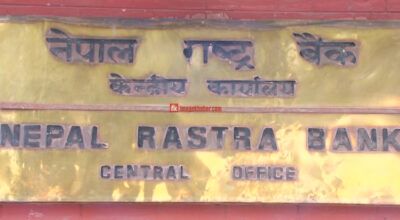 नेपाल राष्ट्र बैंक
केन्द्रीय कार्यालय
NEPAL RASTRA BANK
CENTRAL OFFICE